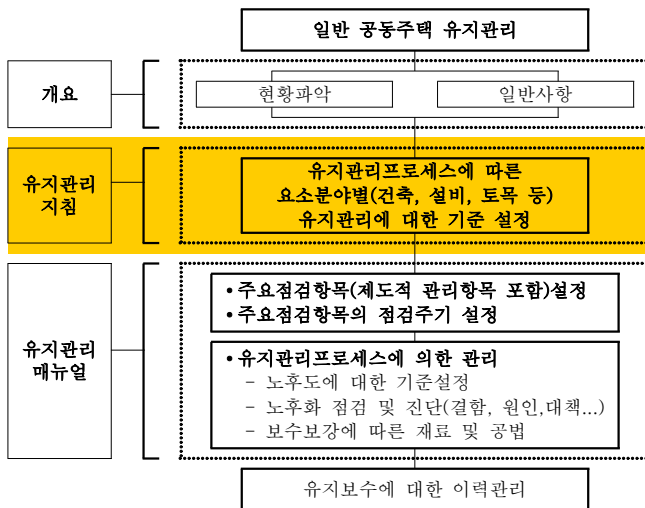 일반 공동주택 유지관리
개요
현황파악
일반사항
유지관리
지침
유지관리프로세스에 따른
요소분야별(건축, 설비, 토목 등)
유지관리에 대한 기준 설정
유지관리
매뉴얼
•주요점검항목(제도적 관리항목 포함)설정
•주요점검항목의 점검주기 설정
•유지관리프로세스에 의한 관리
- 노후도에 대한 기준설정
- 노후화 점검 및 진단(결함, 원인,대책...)
- 보수보강에 따른 재료 및 공법
유지보수에 대한 이력관리